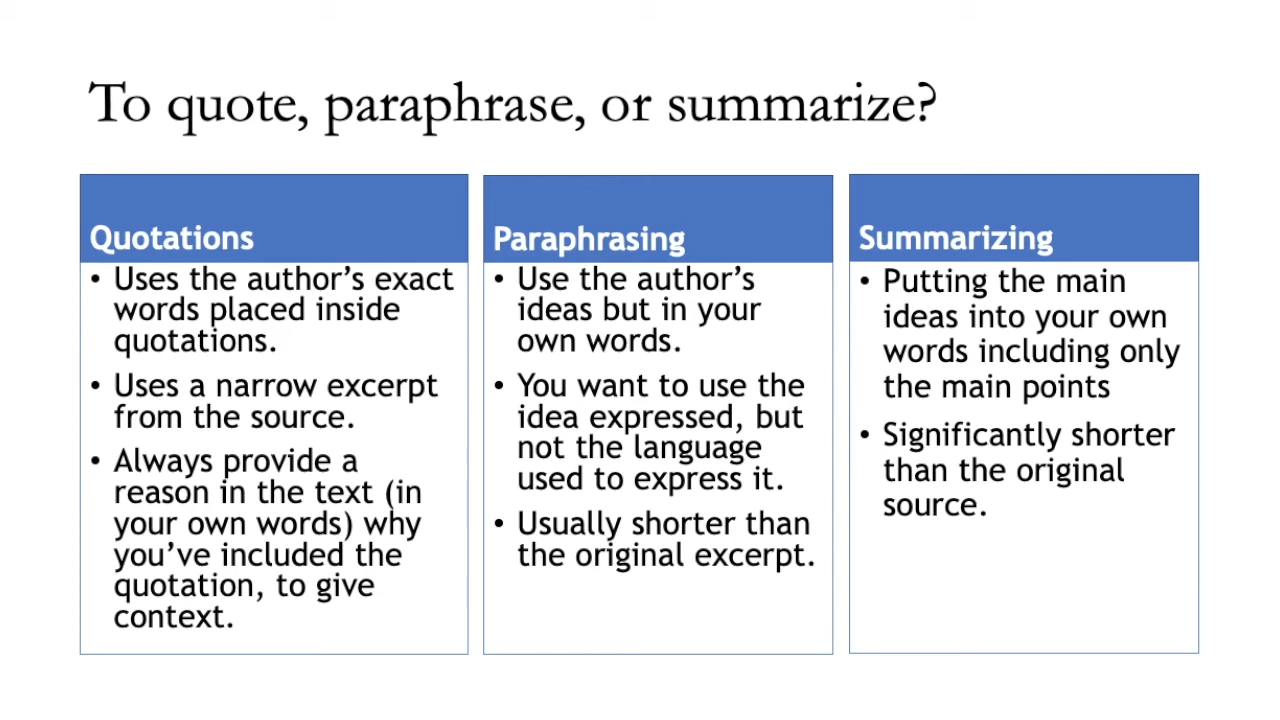 To quote, paraphrase, or summarize?
Quotations
• Uses the author's exact
words placed inside
quotations.
• Uses a narrow excerpt
from the source.
• Always provide a
reason in the text (in
your own words) why
you've included the
quotation, to give
context.
Paraphrasing
• Use the author's
ideas but in your
own words.
• You want to use the
idea expressed, but
not the language
used to express it.
• Usually shorter than
the original excerpt.
Summarizing
• Putting the main
ideas into your own
words including only
the main points
• Significantly shorter
than the original
source.